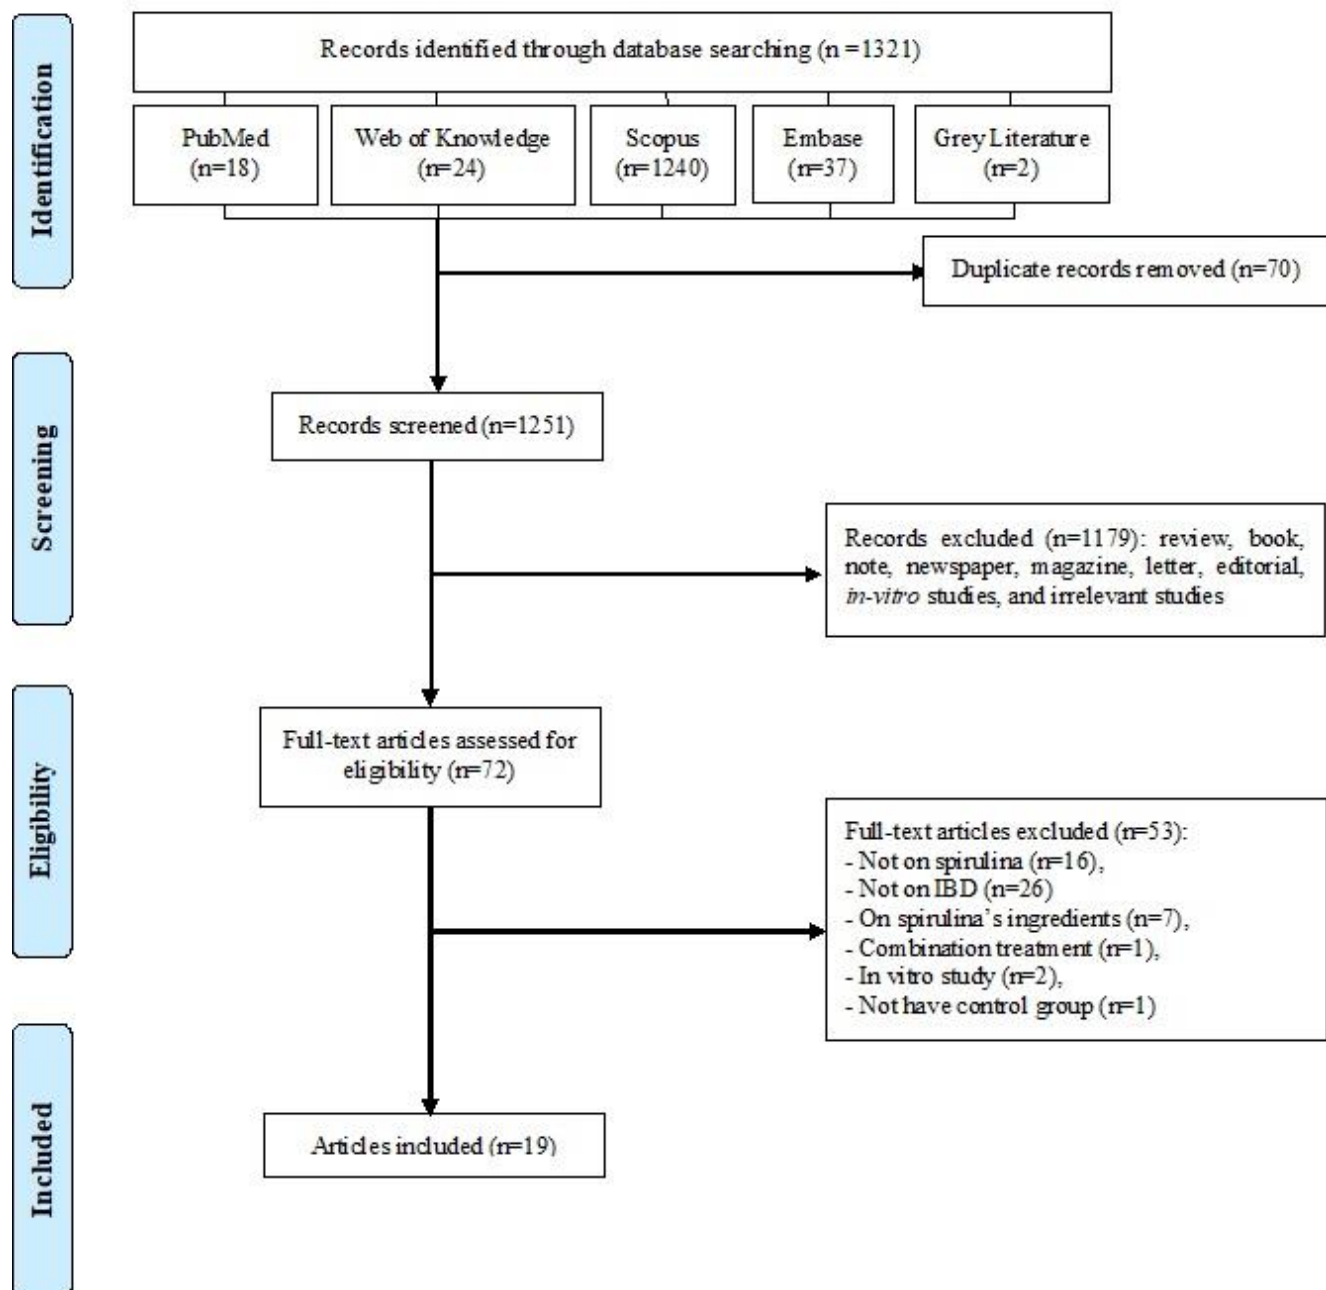 Identification
Records identified through database searching (n =1321)
PubMed
(n=18)
Web of Knowledge
(n=24)
Scopus
(n=1240)
Embase
(n=37)
Grey Literature
(n=2)
Duplicate records removed (n=70)
Screening
Records screened (n=1251)
Records excluded (n=1179): review, book,
note, newspaper, magazine, letter, editorial,
in-vitro studies, and irrelevant studies
Eligibility
Full-text articles assessed for
eligibility (n=72)
Full-text articles excluded (n=53):
- Not on spirulina (n=16),
- Not on IBD (n=26)
- On spirulina’s ingredients (n=7),
- Combination treatment (n=1),
- In vitro study (n=2),
- Not have control group (n=1)
Included
Articles included (n=19)